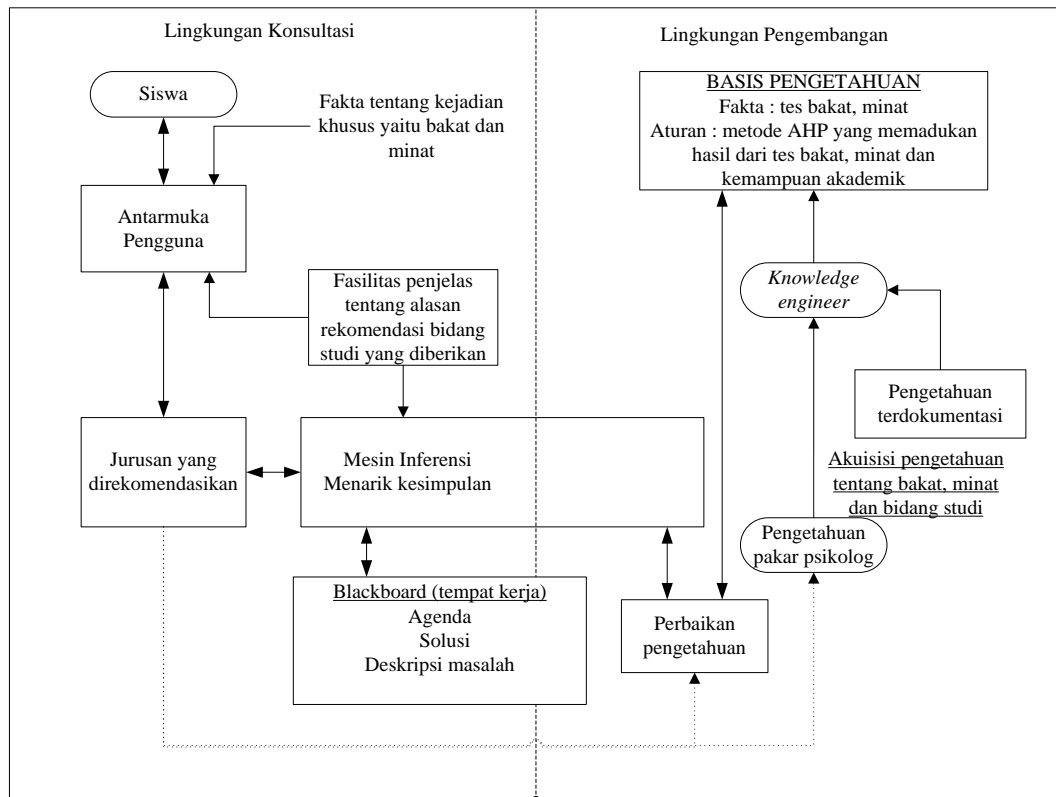 Lingkungan Konsultasi
Lingkungan Pengembangan
Siswa
Fakta tentang kejadian
khusus yaitu bakat dan
minat
BASIS PENGETAHUAN
Fakta : tes bakat, minat
Aturan : metode AHP yang memadukan
hasil dari tes bakat, minat dan
kemampuan akademik
Antarmuka
Pengguna
Fasilitas penjelas
tentang alasan
rekomendasi bidang
studi yang diberikan
Knowledge
engineer
Pengetahuan
terdokumentasi
Jurusan yang
direkomendasikan
Mesin Inferensi
Menarik kesimpulan
Akuisisi pengetahuan
tentang bakat, minat
dan bidang studi
Pengetahuan
pakar psikolog
Blackboard (tempat kerja)
Agenda
Solusi
Deskripsi masalah
Perbaikan
pengetahuan